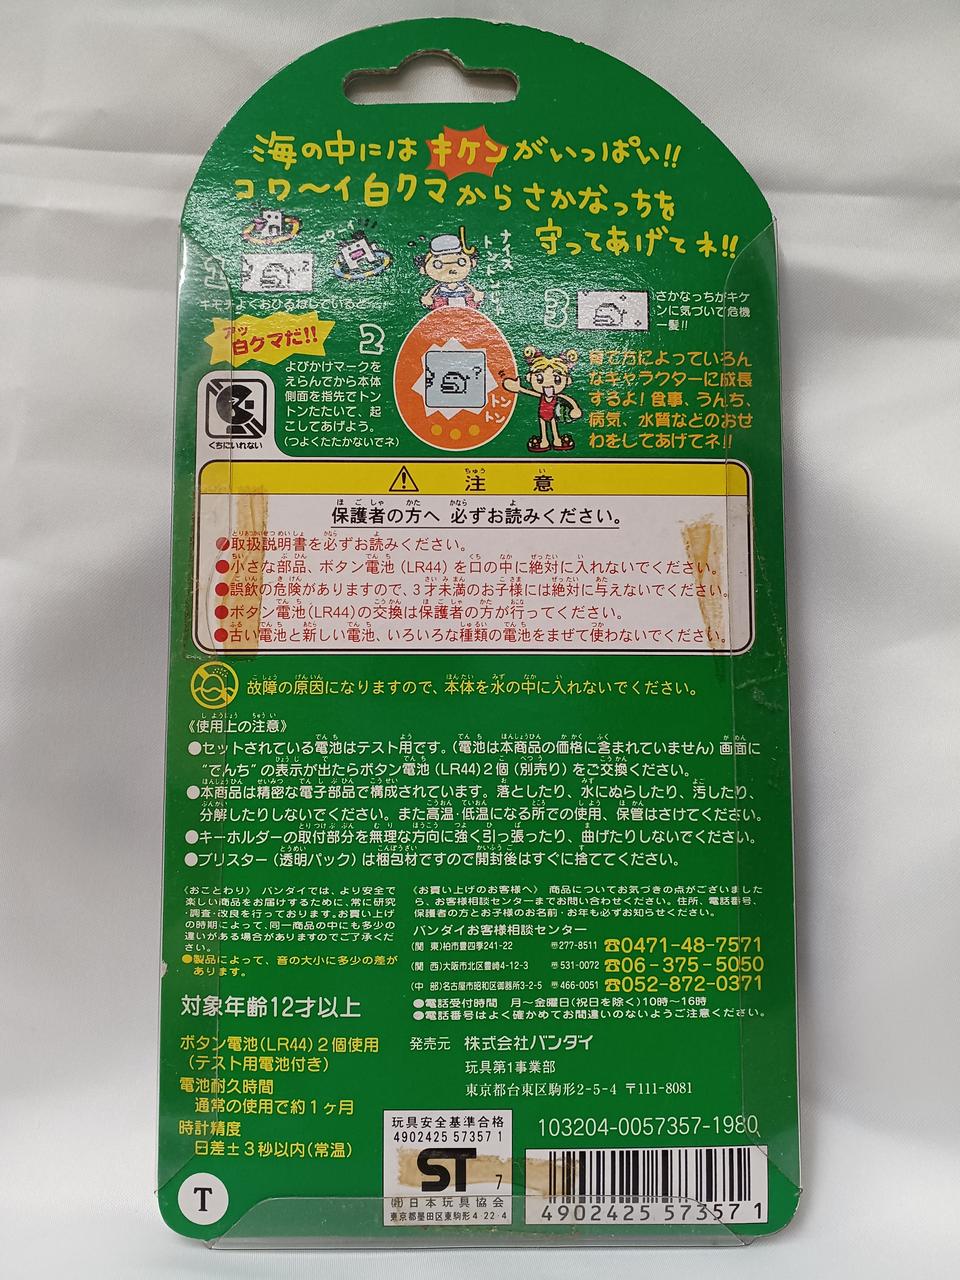 海の中にはキケンがいっぱい!!
コワ〜イ白クマからさかなっちを
守ってあげてネ!!
コワーイ
ナイス
トントントン
1
キモチよくおひるねしていると…
アッ
白クマだ!!
2
よびかけマークを
えらんでから本体
側面を指先でトン
トンたたいて、起
こしてあげよう。
(つよくたたかないでネ)
くちにいれない
トン
トン
3
さかなっちがキケ
ンに気づいて危機
一髪!!
育て方によっていろん
なキャラクターに成長
するよ!食事、うんち、
病気、水質などのおせ
わをしてあげてネ!!
注意
保護者の方へ 必ずお読みください。
●取扱説明書を必ずお読みください。
●小さな部品、ボタン電池(LR44)を口の中に絶対に入れないでください。
●誤飲の危険がありますので、3才未満のお子様には絶対に与えないでください。
●ボタン電池(LR44)の交換は保護者の方が行ってください。
●古い電池と新しい電池、いろいろな種類の電池をまぜて使わないでください。
故障の原因になりますので、本体を水の中に入れないでください。
《使用上の注意》
●セットされている電池はテスト用です。(電池は本商品の価格に含まれていません)画面に
“でんち”の表示が出たらボタン電池(LR44)2個(別売り)をご交換ください。
●本商品は精密な電子部品で構成されています。落としたり、水にぬらしたり、汚したり、
分解したりしないでください。また高温・低温になる所での使用、保管はさけてください。
●キーホルダーの取付部分を無理な方向に強く引っ張ったり、曲げたりしないでください。
●ブリスター(透明パック)は梱包材ですので開封後はすぐに捨ててください。
《おことわり》 バンダイでは、より安全で
楽しい商品をお届けするために、常に研究
・調査・改良を行っております。お買い上げ
の時期によって、同一商品の中にも多少の
違いがある場合がありますのでご了承くだ
さい。
●製品によって、音の大小に多少の差が
あります。
《お買い上げのお客様へ》 商品についてお気づきの点がございました
ら、お客様相談センターまでお問い合わせください。住所、電話番号、
保護者の方とお子様のお名前・お年も必ずお知らせください。
バンダイお客様相談センター
(関 東)柏市豊四季241-22 〒277-8511 ☎0471-48-7571
(関 西)大阪市北区豊崎4-12-3 〒531-0072 ☎06-375-5050
(中 部)名古屋市昭和区御器所3-2-5 〒466-0051 ☎052-872-0371
●電話受付時間 月〜金曜日(祝日を除く)10時〜16時
●電話番号はよく確かめてお間違いのないようご注意ください。
対象年齢12才以上
ボタン電池(LR44)2個使用
(テスト用電池付き)
電池耐久時間
通常の使用で約1ヶ月
時計精度
日差±3秒以内(常温)
発売元 株式会社バンダイ
玩具第1事業部
東京都台東区駒形2-5-4 〒111-8081
T
玩具安全基準合格
4902425 57357 1
ST 7
(社)日本玩具協会
東京都墨田区東駒形4-22-4
103204-0057357-1980
4902425 57357 1